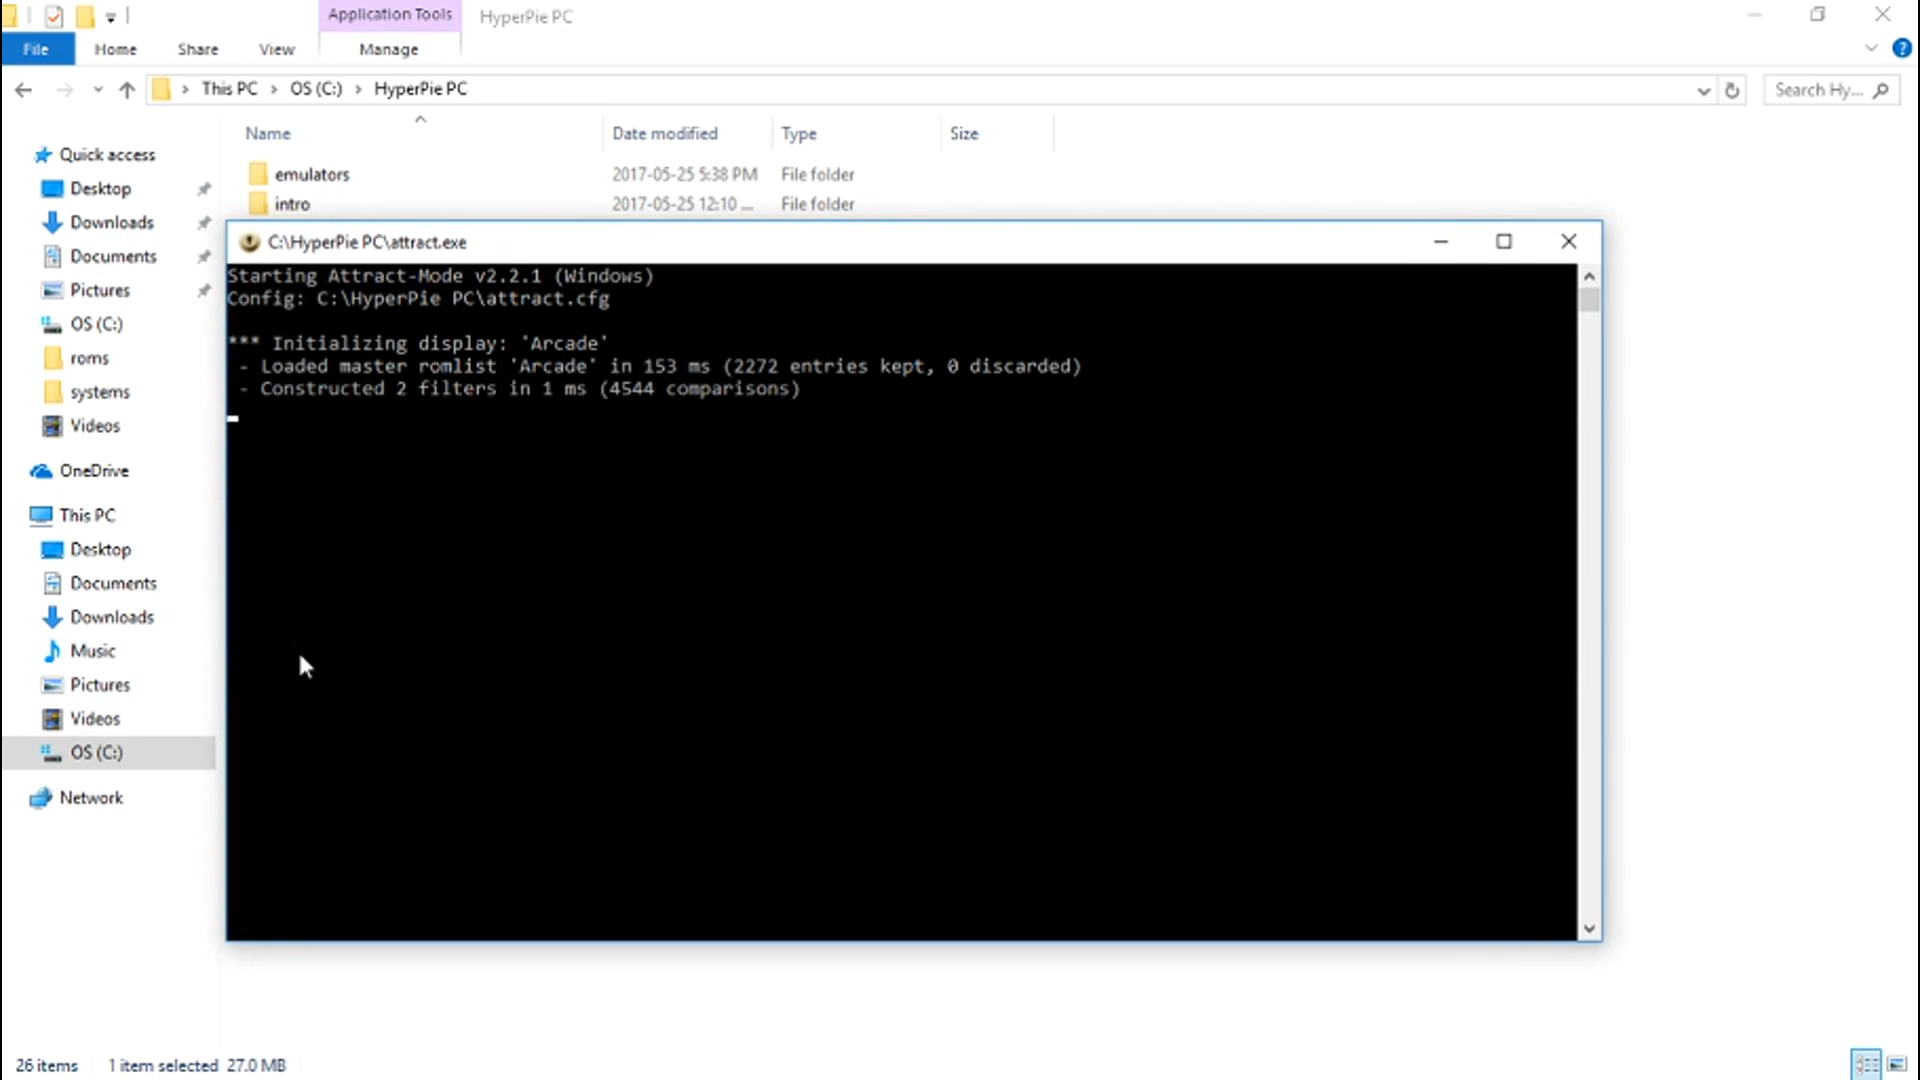 Application Tools
HyperPie PC
File
Home
Share
View
Manage
This PC
OS (C:)
HyperPie PC
Search Hy...
Name
Date modified
Type
Size
emulators
2017-05-25 5:38 PM
File folder
intro
2017-05-25 12:10 ...
File folder
Quick access
Desktop
Downloads
Documents
Pictures
OS (C:)
roms
systems
Videos
OneDrive
This PC
Desktop
Documents
Downloads
Music
Pictures
Videos
OS (C:)
Network
C:\HyperPie PC\attract.exe
Starting Attract-Mode v2.2.1 (Windows)
Config: C:\HyperPie PC\attract.cfg
*** Initializing display: 'Arcade'
- Loaded master romlist 'Arcade' in 153 ms (2272 entries kept, 0 discarded)
- Constructed 2 filters in 1 ms (4544 comparisons)
26 items
1 item selected 27.0 MB